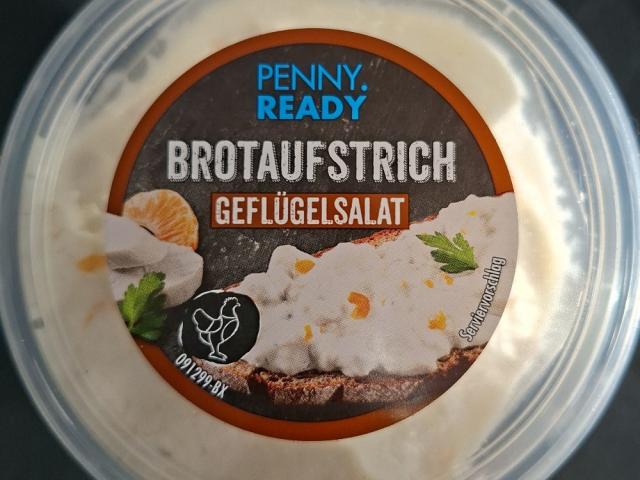 PENNY.
READY
BROTAUFSTRICH
GEFLÜGELSALAT
Serviervorschlag
091299-BX